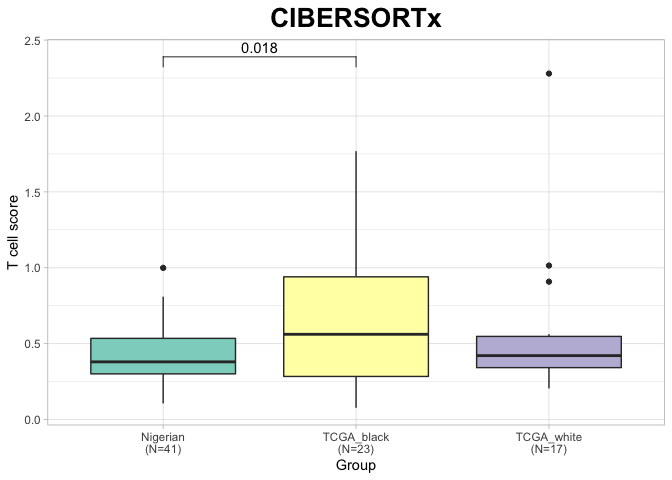 CIBERSORTx
2.5
2.0
1.5
1.0
0.5
0.0
T cell score
0.018
Nigerian
(N=41)
TCGA_black
(N=23)
TCGA_white
(N=17)
Group